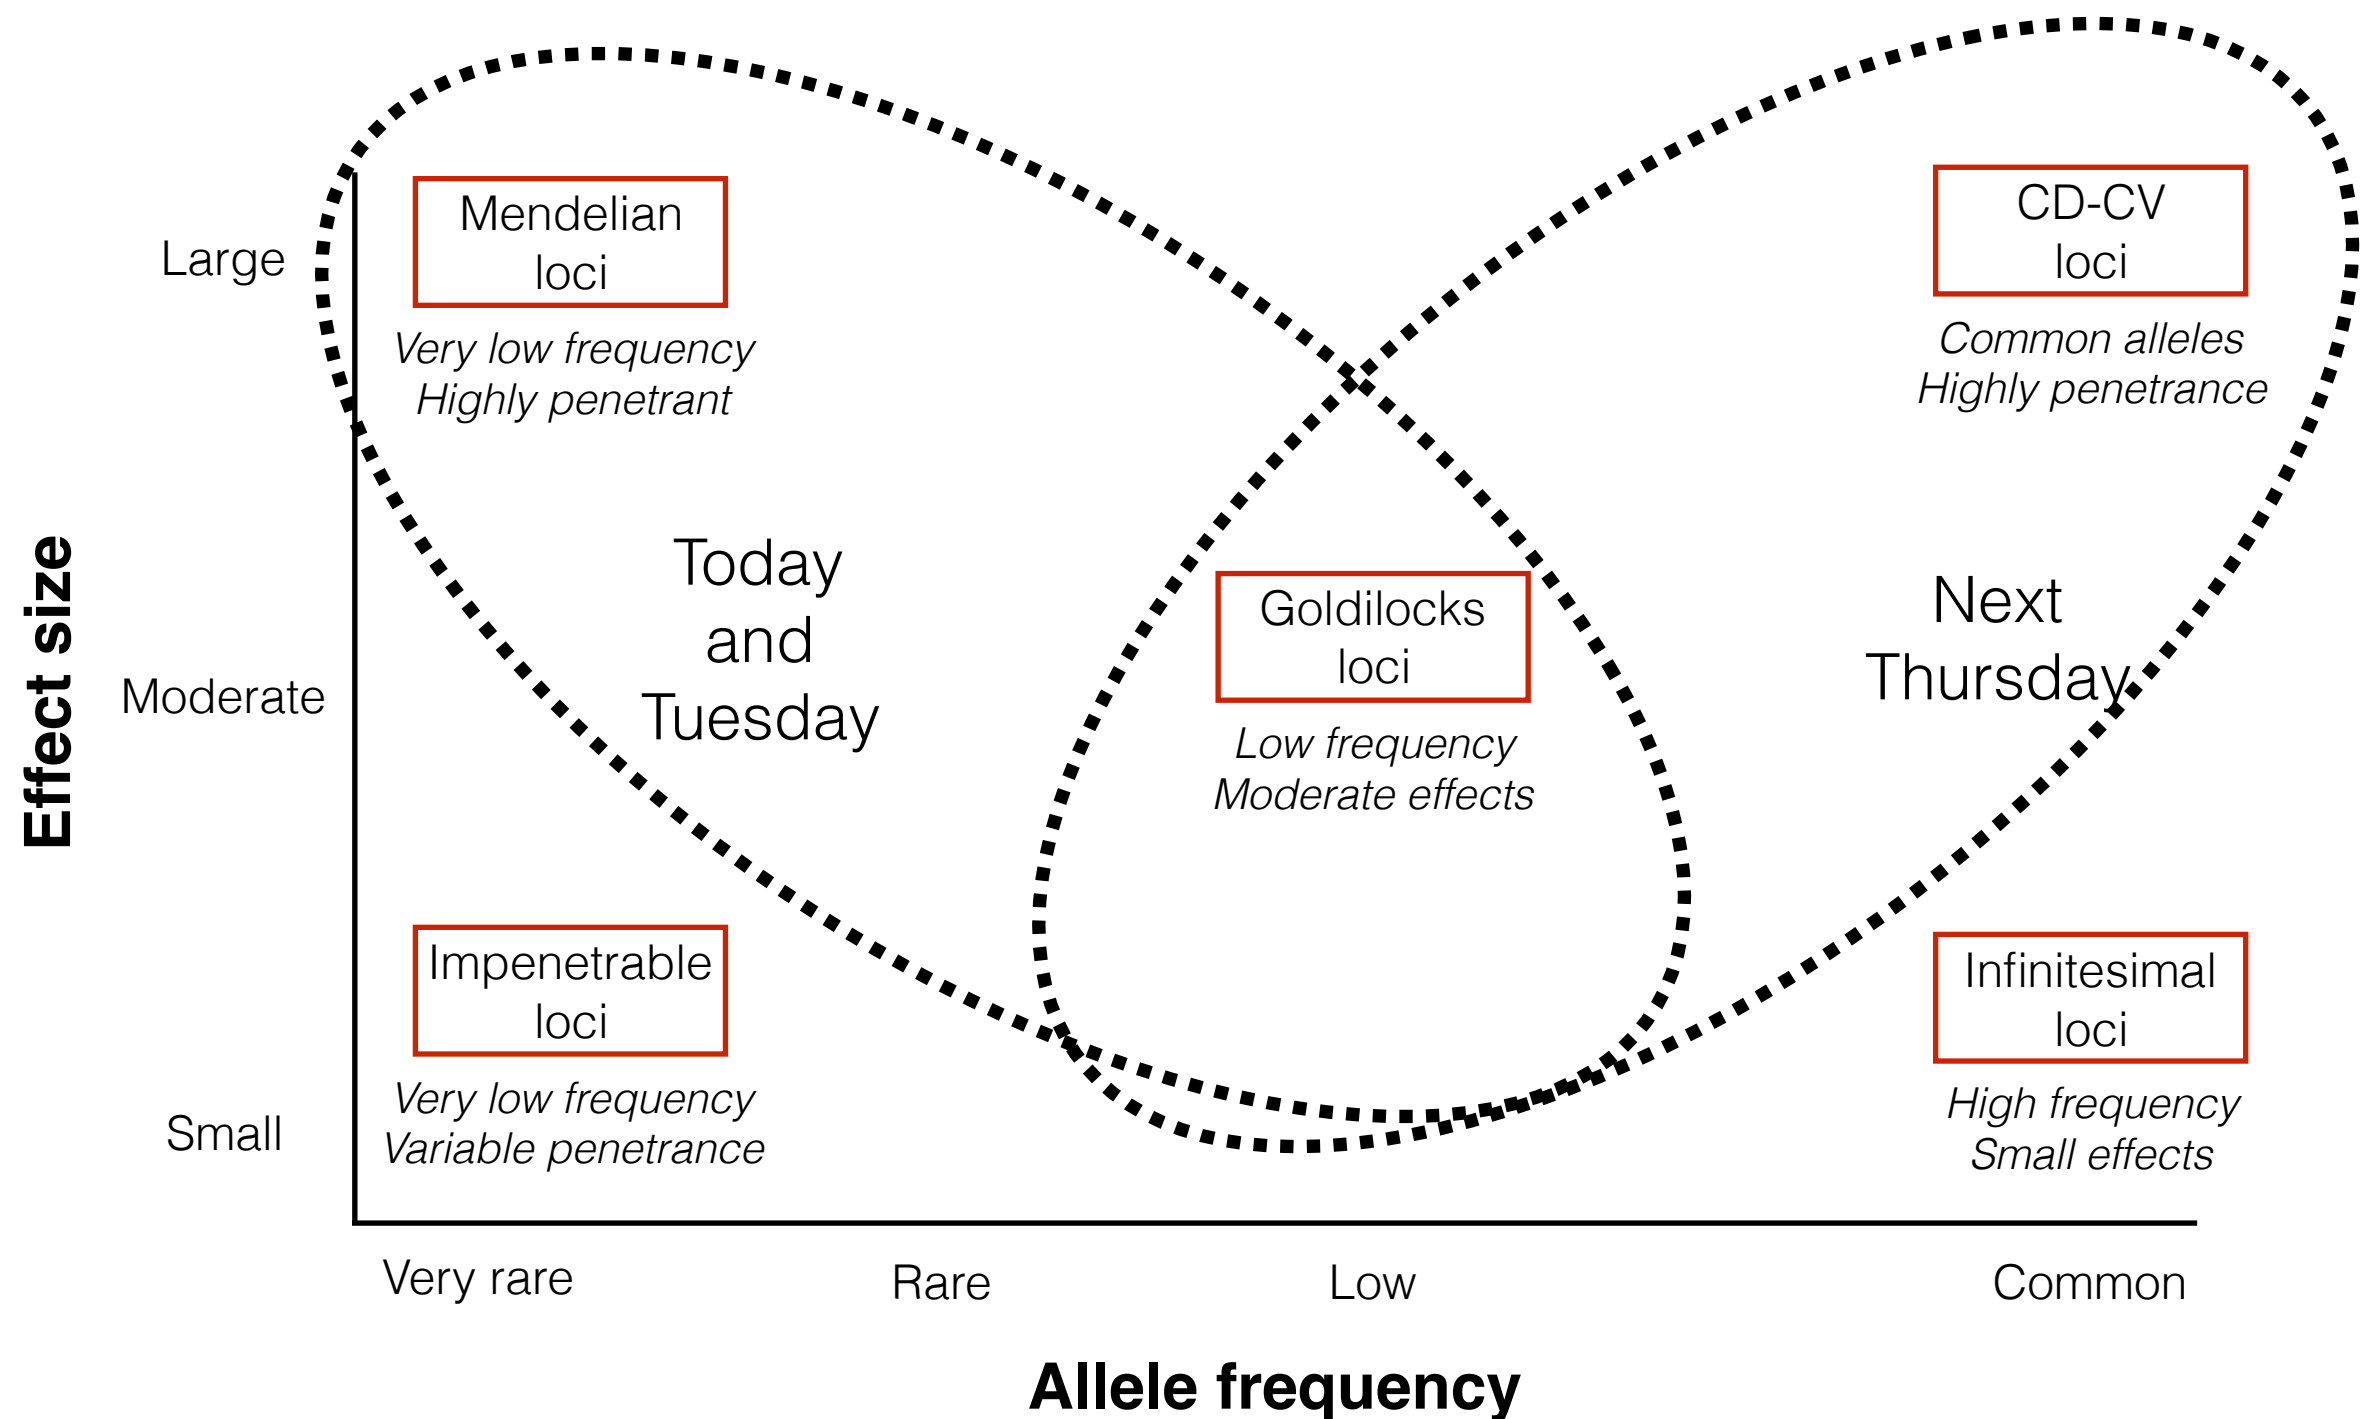 Effect size
Large
Moderate
Small
Mendelian
loci
Very low frequency
Highly penetrant
CD-CV
loci
Common alleles
Highly penetrance
Today
and
Tuesday
Goldilocks
loci
Low frequency
Moderate effects
Next
Thursday
Impenetrable
loci
Very low frequency
Variable penetrance
Infinitesimal
loci
High frequency
Small effects
Very rare
Rare
Low
Common
Allele frequency